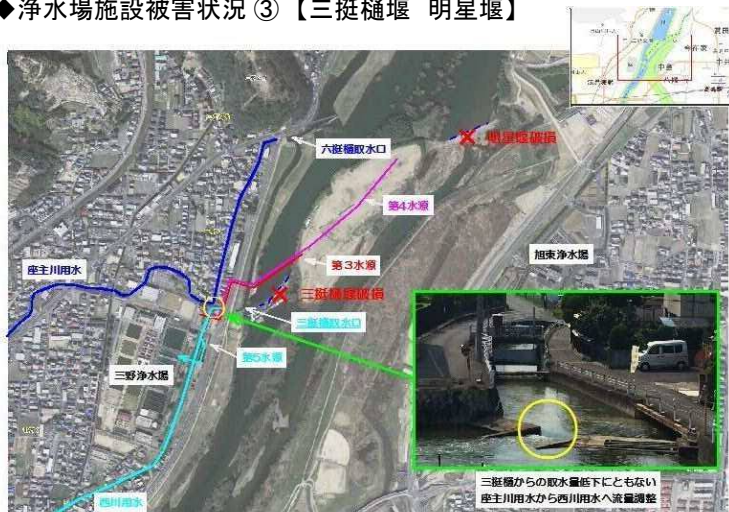 ◆浄水場施設被害状況③【三挺樋堰 明星堰】
六挺樋取水口
明星堰破損
第4水源
旭東浄水場
座主川用水
第3水源
三挺樋堰破損
三挺樋取水口
第5水源
三野浄水場
西川用水
三挺樋からの取水量低下にともない
座主川用水から西川用水へ流量調整